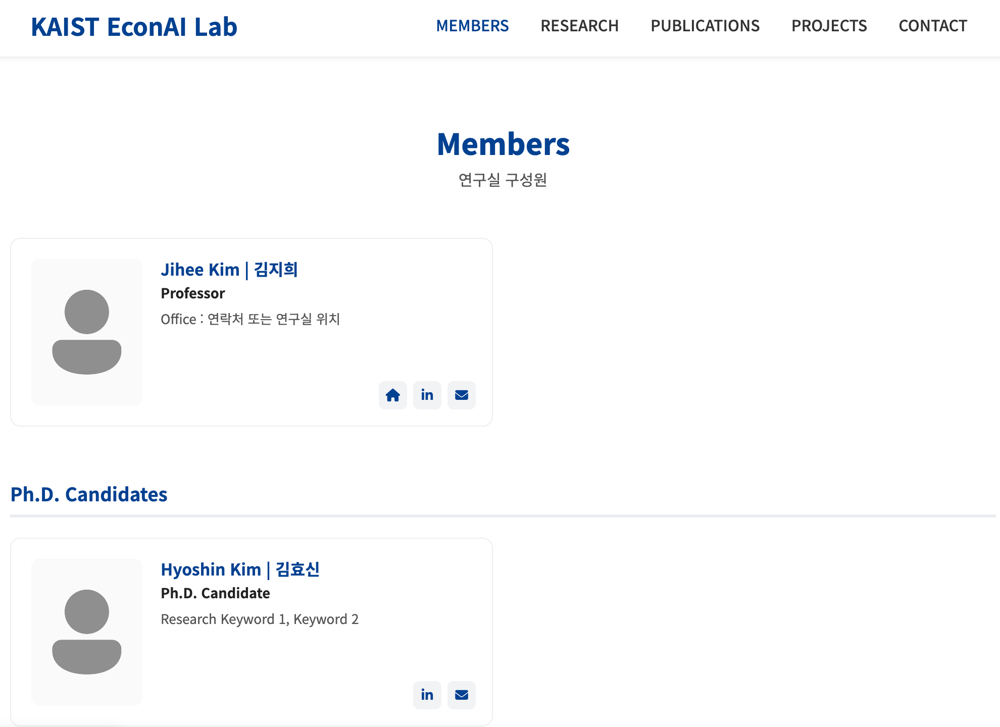 KAIST EconAI Lab
MEMBERS RESEARCH PUBLICATIONS PROJECTS CONTACT
Members
연구실 구성원
Jihee Kim | 김지희
Professor
Office : 연락처 또는 연구실 위치
in
Ph.D. Candidates
Hyoshin Kim | 김효신
Ph.D. Candidate
Research Keyword 1, Keyword 2
in